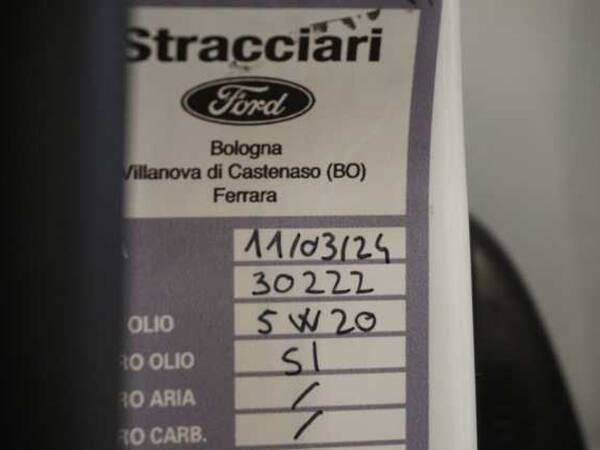 Stracciari
Ford
Bologna
Villanova di Castenaso (BO)
Ferrara
11/03/24
30222
OLIO 5W20
RO OLIO SI
RO ARIA /
RO CARB. /